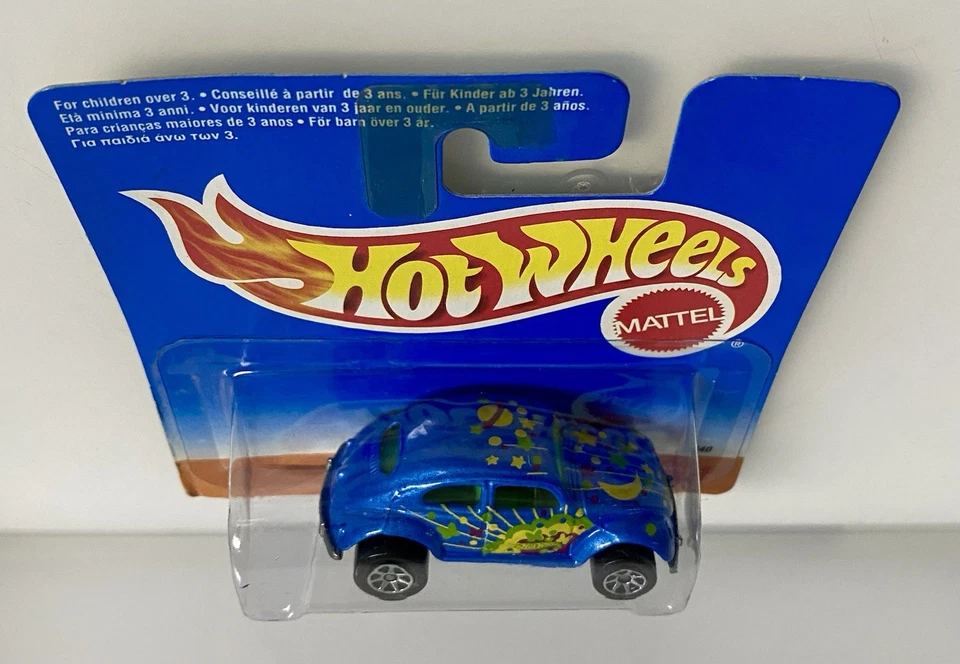 For children over 3. • Conseillé à partir de 3 ans. • Für Kinder ab 3 Jahren.
Età minima 3 anni. • Voor kinderen van 3 jaar en ouder. • A partir de 3 años.
Para crianças maiores de 3 anos • För barn över 3 år.
Για παιδιά άνω των 3.
HOT WHEELS
MATTEL
®